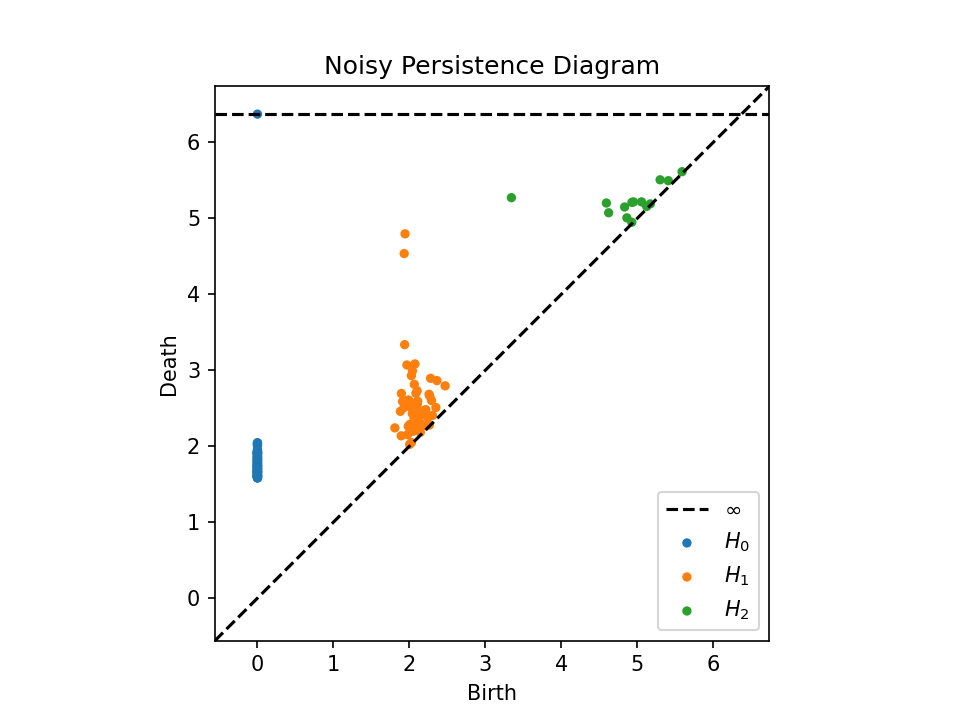 Noisy Persistence Diagram
Death
6
5
4
3
2
1
0
∞
H₀
H₁
H₂
0 1 2 3 4 5 6
Birth